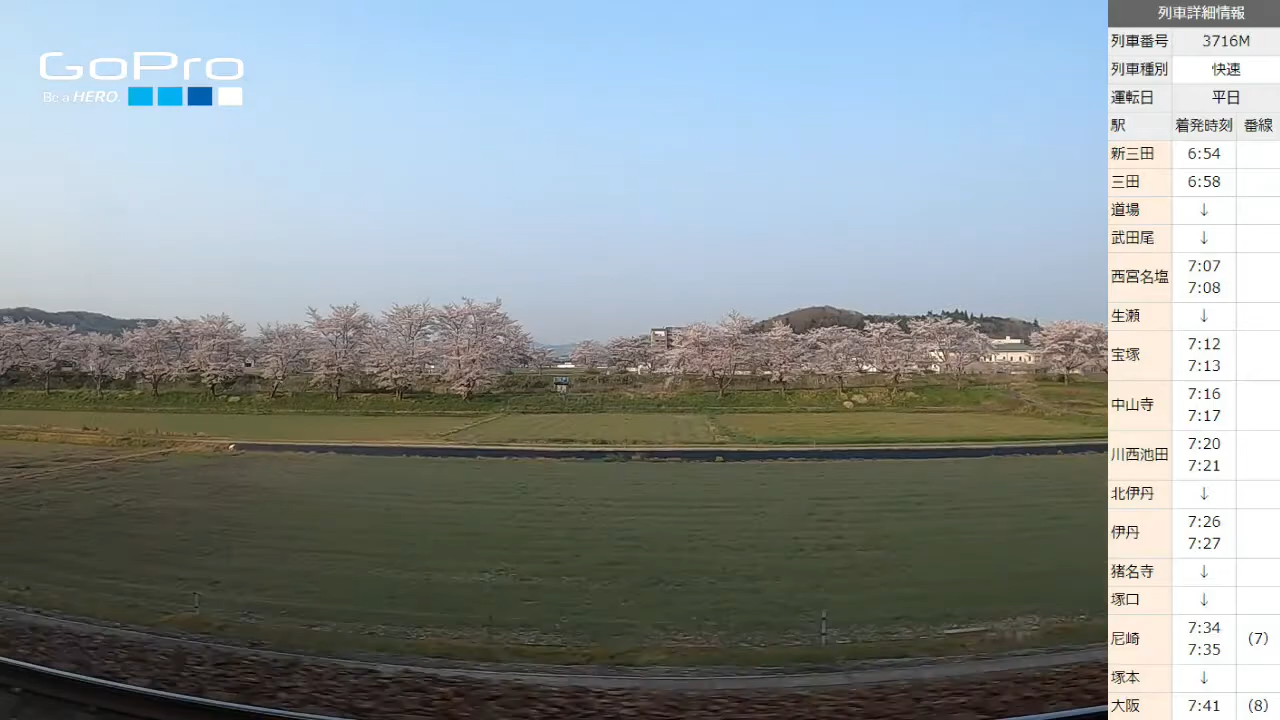 GoPro
Be a HERO.
列車詳細情報
列車番号 3716M
列車種別 快速
運転日 平日
駅 着発時刻 番線
新三田 6:54
三田 6:58
道場 ↓
武田尾 ↓
西宮名塩 7:07
7:08
生瀬 ↓
宝塚 7:12
7:13
中山寺 7:16
7:17
川西池田 7:20
7:21
北伊丹 ↓
伊丹 7:26
7:27
猪名寺 ↓
塚口 ↓
尼崎 7:34 (7)
7:35
塚本 ↓
大阪 7:41 (8)